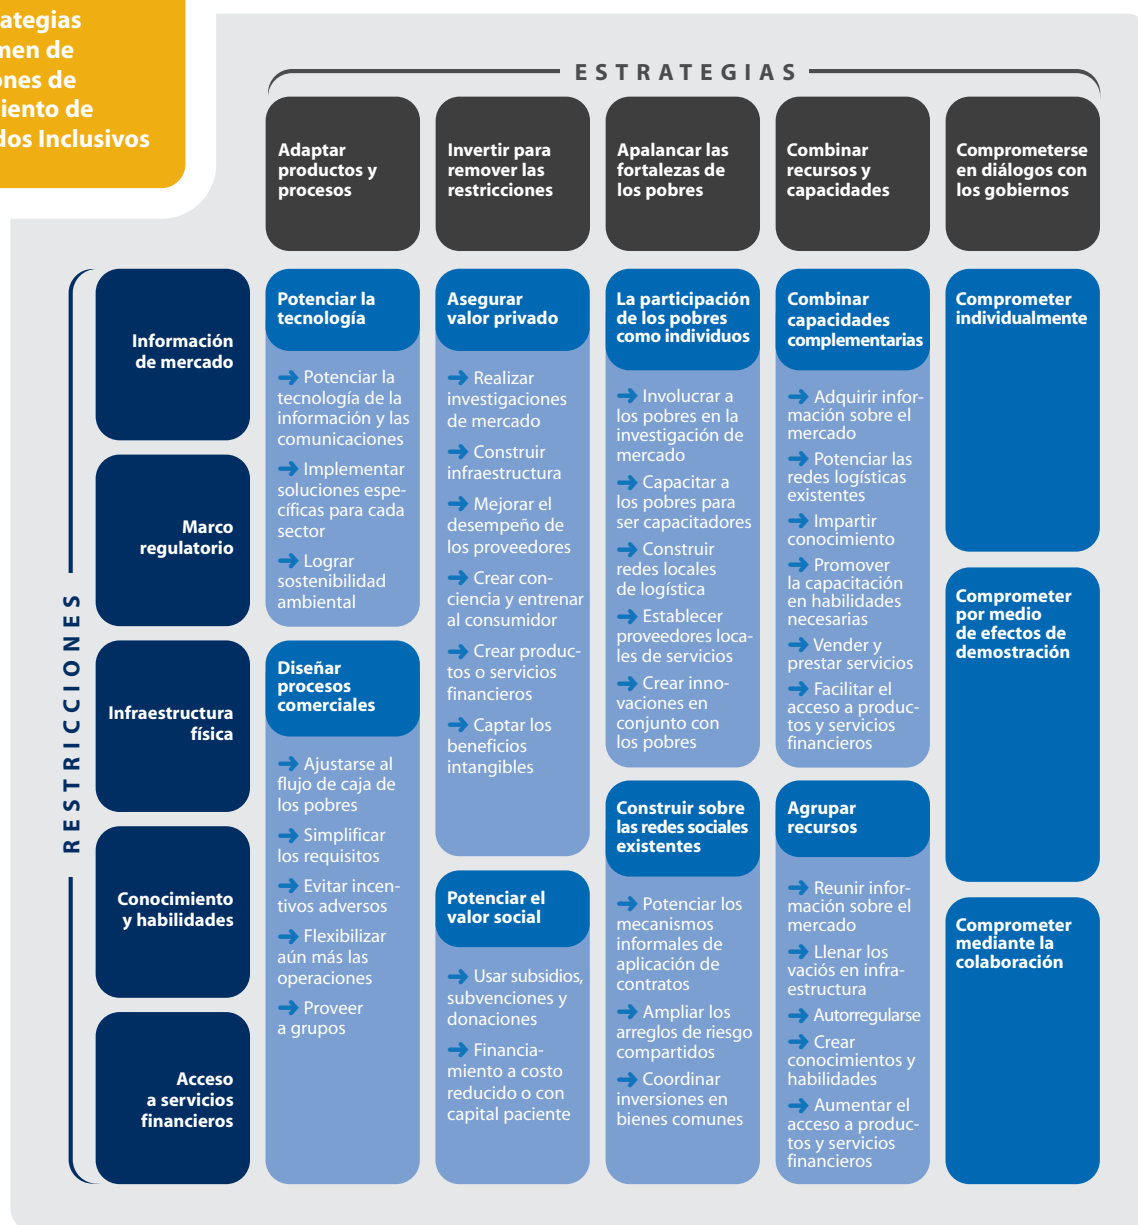 ategias
men de
ones de
iento de
dos Inclusivos
ESTRATEGIAS
Adaptar
productos y
procesos
Invertir para
remover las
restricciones
Apalancar las
fortalezas de
los pobres
Combinar
recursos y
capacidades
Comprometerse
en diálogos con
los gobiernos
RESTRICCIONES
Información
de mercado
Marco
regulatorio
Infraestructura
física
Conocimiento
y habilidades
Acceso
a servicios
financieros
Potenciar la
tecnología
➜ Potenciar la
tecnología de la
información y las
comunicaciones
➜ Implementar
soluciones espe-
cíficas para cada
sector
➜ Lograr
sostenibilidad
ambiental
Diseñar
procesos
comerciales
➜ Ajustarse al
flujo de caja de
los pobres
➜ Simplificar
los requisitos
➜ Evitar incen-
tivos adversos
➜ Flexibilizar
aún más las
operaciones
➜ Proveer
a grupos
Asegurar
valor privado
➜ Realizar
investigaciones
de mercado
➜ Construir
infraestructura
➜ Mejorar el
desempeño de
los proveedores
➜ Crear con-
ciencia y entrenar
al consumidor
➜ Crear produc-
tos o servicios
financieros
➜ Captar los
beneficios
intangibles
Potenciar el
valor social
➜ Usar subsidios,
subvenciones y
donaciones
➜ Financia-
miento a costo
reducido o con
capital paciente
La participación
de los pobres
como individuos
➜ Involucrar a
los pobres en la
investigación de
mercado
➜ Capacitar a
los pobres para
ser capacitadores
➜ Construir
redes locales
de logística
➜ Establecer
proveedores loca-
les de servicios
➜ Crear inno-
vaciones en
conjunto con
los pobres
Construir sobre
las redes sociales
existentes
➜ Potenciar los
mecanismos
informales de
aplicación de
contratos
➜ Ampliar los
arreglos de riesgo
compartidos
➜ Coordinar
inversiones en
bienes comunes
Combinar
capacidades
complementarias
➜ Adquirir infor-
mación sobre el
mercado
➜ Potenciar las
redes logísticas
existentes
➜ Impartir
conocimiento
➜ Promover
la capacitación
en habilidades
necesarias
➜ Vender y
prestar servicios
➜ Facilitar el
acceso a produc-
tos y servicios
financieros
Agrupar
recursos
➜ Reunir infor-
mación sobre el
mercado
➜ Llenar los
vaciós en infra-
estructura
➜ Autorregularse
➜ Crear
conocimientos y
habilidades
➜ Aumentar el
acceso a produc-
tos y servicios
financieros
Comprometer
individualmente
Comprometer
por medio
de efectos de
demostración
Comprometer
mediante la
colaboración